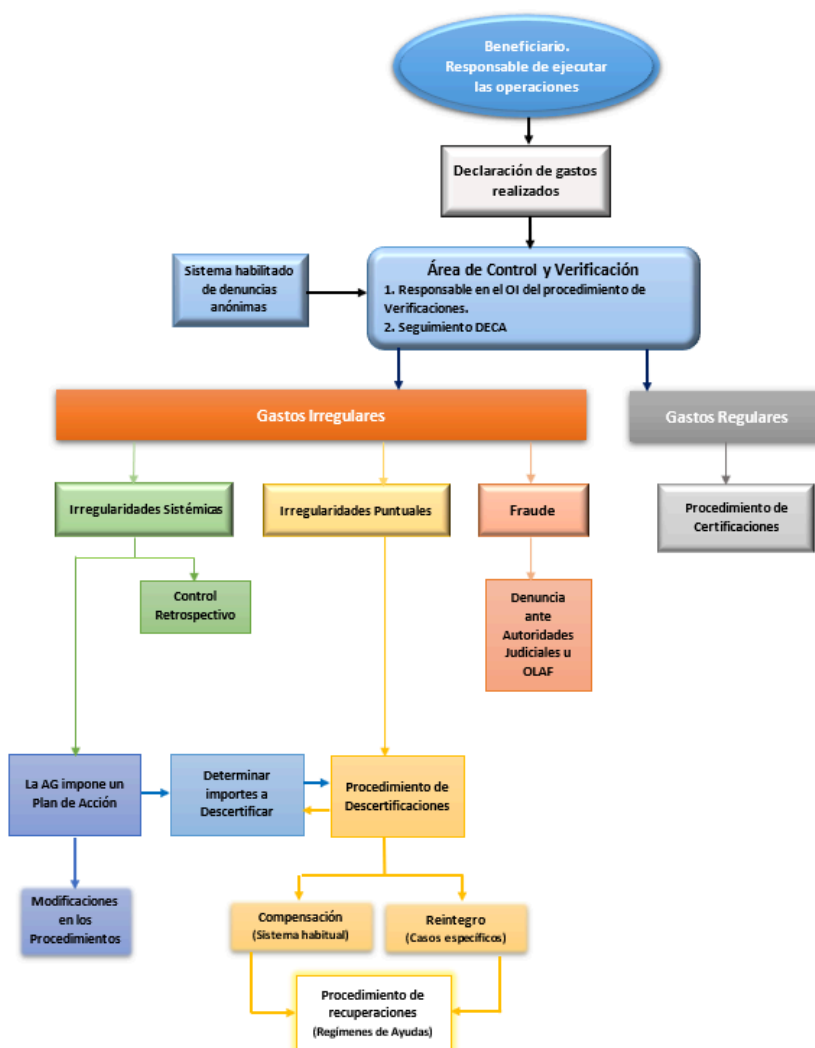 Beneficiario.
Responsable de ejecutar
las operaciones
Declaración de gastos
realizados
Sistema habilitado
de denuncias
anónimas
Área de Control y Verificación
1. Responsable en el OI del procedimiento de
Verificaciones.
2. Seguimiento DECA
Gastos Irregulares
Gastos Regulares
Irregularidades Sistémicas
Irregularidades Puntuales
Fraude
Procedimiento de
Certificaciones
Control
Retrospectivo
Denuncia
ante
Autoridades
Judiciales u
OLAF
La AG impone un
Plan de Acción
Determinar
importes a
Descertificar
Procedimiento de
Descertificaciones
Modificaciones
en los
Procedimientos
Compensación
(Sistema habitual)
Reintegro
(Casos específicos)
Procedimiento de
recuperaciones
(Regímenes de Ayudas)